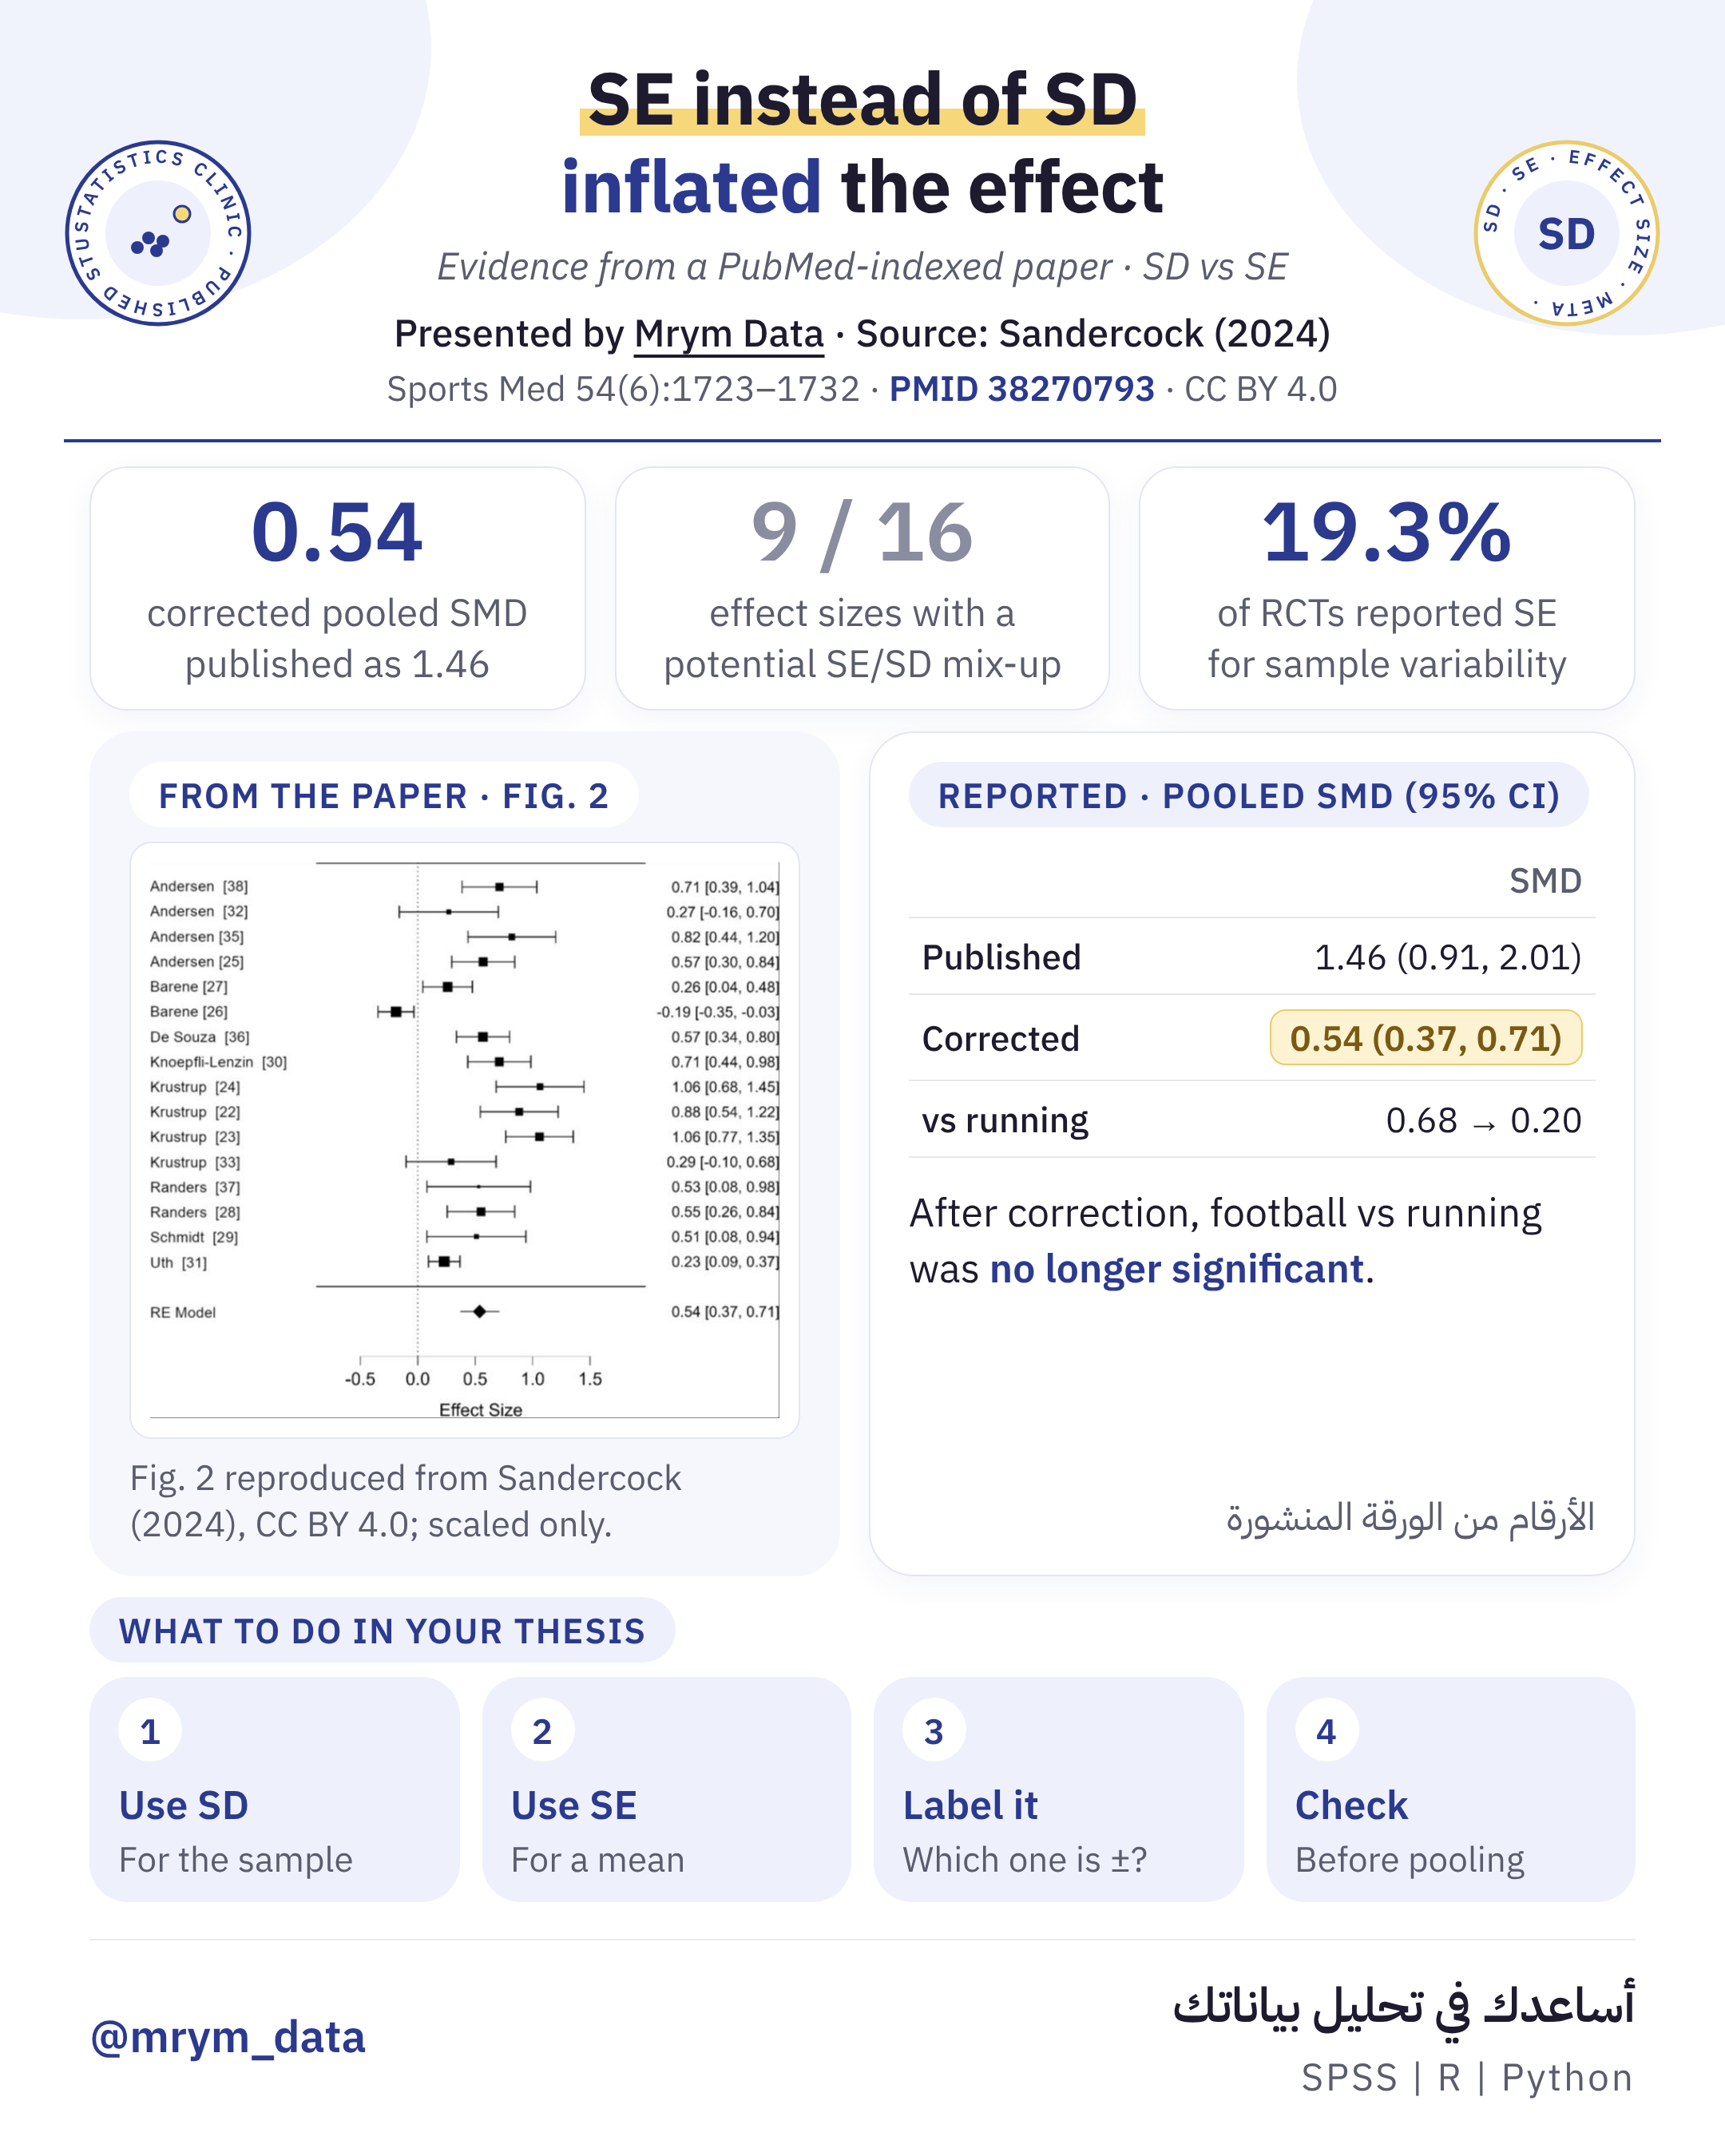 SE instead of SD
inflated the effect
Evidence from a PubMed-indexed paper · SD vs SE
Presented by Mrym Data · Source: Sandercock (2024)
Sports Med 54(6):1723–1732 · PMID 38270793 · CC BY 4.0
STATISTICS CLINIC · PUBLISHED STU
SD · SE · EFFECT SIZE · META ·
SD
0.54
corrected pooled SMD
published as 1.46
9 / 16
effect sizes with a
potential SE/SD mix-up
19.3%
of RCTs reported SE
for sample variability
FROM THE PAPER · FIG. 2
Andersen [38] 0.71 [0.39, 1.04]
Andersen [32] 0.27 [-0.16, 0.70]
Andersen [35] 0.82 [0.44, 1.20]
Andersen [25] 0.57 [0.30, 0.84]
Barene [27] 0.26 [0.04, 0.48]
Barene [26] -0.19 [-0.35, -0.03]
De Souza [36] 0.57 [0.34, 0.80]
Knoepfli-Lenzin [30] 0.71 [0.44, 0.98]
Krustrup [24] 1.06 [0.68, 1.45]
Krustrup [22] 0.88 [0.54, 1.22]
Krustrup [23] 1.06 [0.77, 1.35]
Krustrup [33] 0.29 [-0.10, 0.68]
Randers [37] 0.53 [0.08, 0.98]
Randers [28] 0.55 [0.26, 0.84]
Schmidt [29] 0.51 [0.08, 0.94]
Uth [31] 0.23 [0.09, 0.37]
RE Model 0.54 [0.37, 0.71]
-0.5 0.0 0.5 1.0 1.5
Effect Size
Fig. 2 reproduced from Sandercock
(2024), CC BY 4.0; scaled only.
REPORTED · POOLED SMD (95% CI)
SMD
Published 1.46 (0.91, 2.01)
Corrected 0.54 (0.37, 0.71)
vs running 0.68 → 0.20
After correction, football vs running
was no longer significant.
الأرقام من الورقة المنشورة
WHAT TO DO IN YOUR THESIS
1
Use SD
For the sample
2
Use SE
For a mean
3
Label it
Which one is ±?
4
Check
Before pooling
@mrym_data
أساعدك في تحليل بياناتك
SPSS | R | Python